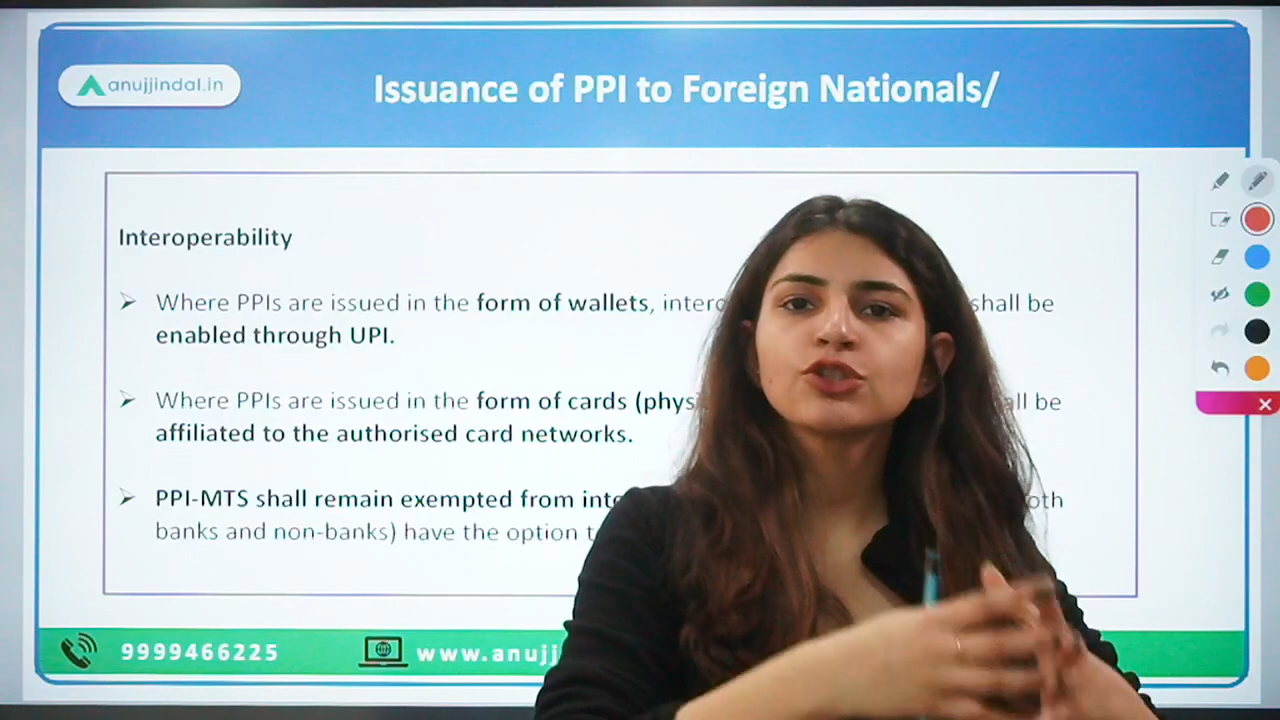 anujjindal.in
Issuance of PPI to Foreign Nationals/
Interoperability
Where PPIs are issued in the form of wallets, shall be
enabled through UPI.
Where PPIs are issued in the form of cards be
affiliated to the authorised card networks.
PPI-MTS shall remain exempted from
banks and non-banks) have the option
9999466225